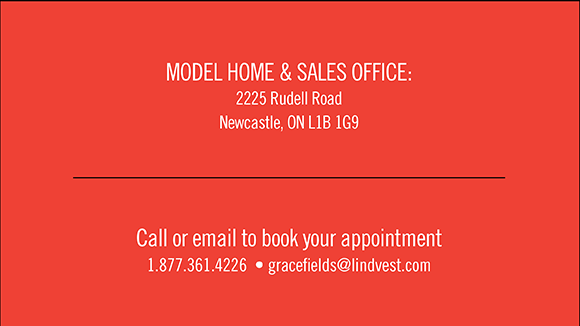 MODEL HOME & SALES OFFICE:
2225 Rudell Road
Newcastle, ON L1B 1G9
Call or email to book your appointment
1.877.361.4226 • gracefields@lindvest.com